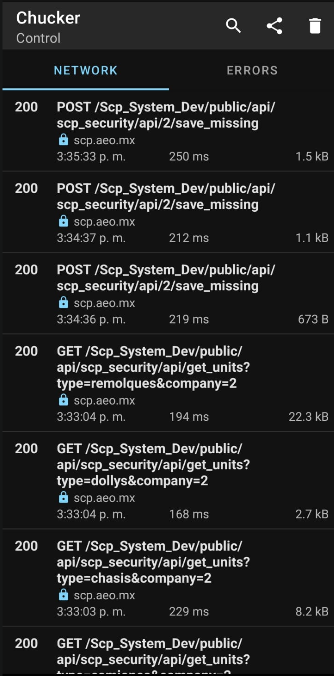 Chucker
Control
NETWORK
ERRORS
200
POST /Scp_System_Dev/public/api/
scp_security/api/2/save_missing
scp.aeo.mx
3:35:33 p. m.
250 ms
1.5 kB
200
POST /Scp_System_Dev/public/api/
scp_security/api/2/save_missing
scp.aeo.mx
3:34:37 p. m.
212 ms
1.1 kB
200
POST /Scp_System_Dev/public/api/
scp_security/api/2/save_missing
scp.aeo.mx
3:34:36 p. m.
219 ms
673 B
200
GET /Scp_System_Dev/public/
api/scp_security/api/get_units?
type=remolques&company=2
scp.aeo.mx
3:33:04 p. m.
194 ms
22.3 kB
200
GET /Scp_System_Dev/public/
api/scp_security/api/get_units?
type=dollys&company=2
scp.aeo.mx
3:33:04 p. m.
168 ms
2.7 kB
200
GET /Scp_System_Dev/public/
api/scp_security/api/get_units?
type=chasis&company=2
scp.aeo.mx
3:33:03 p. m.
229 ms
8.2 kB
200
GET /Scp_System_Dev/public/
api/scp_security/api/get_units?